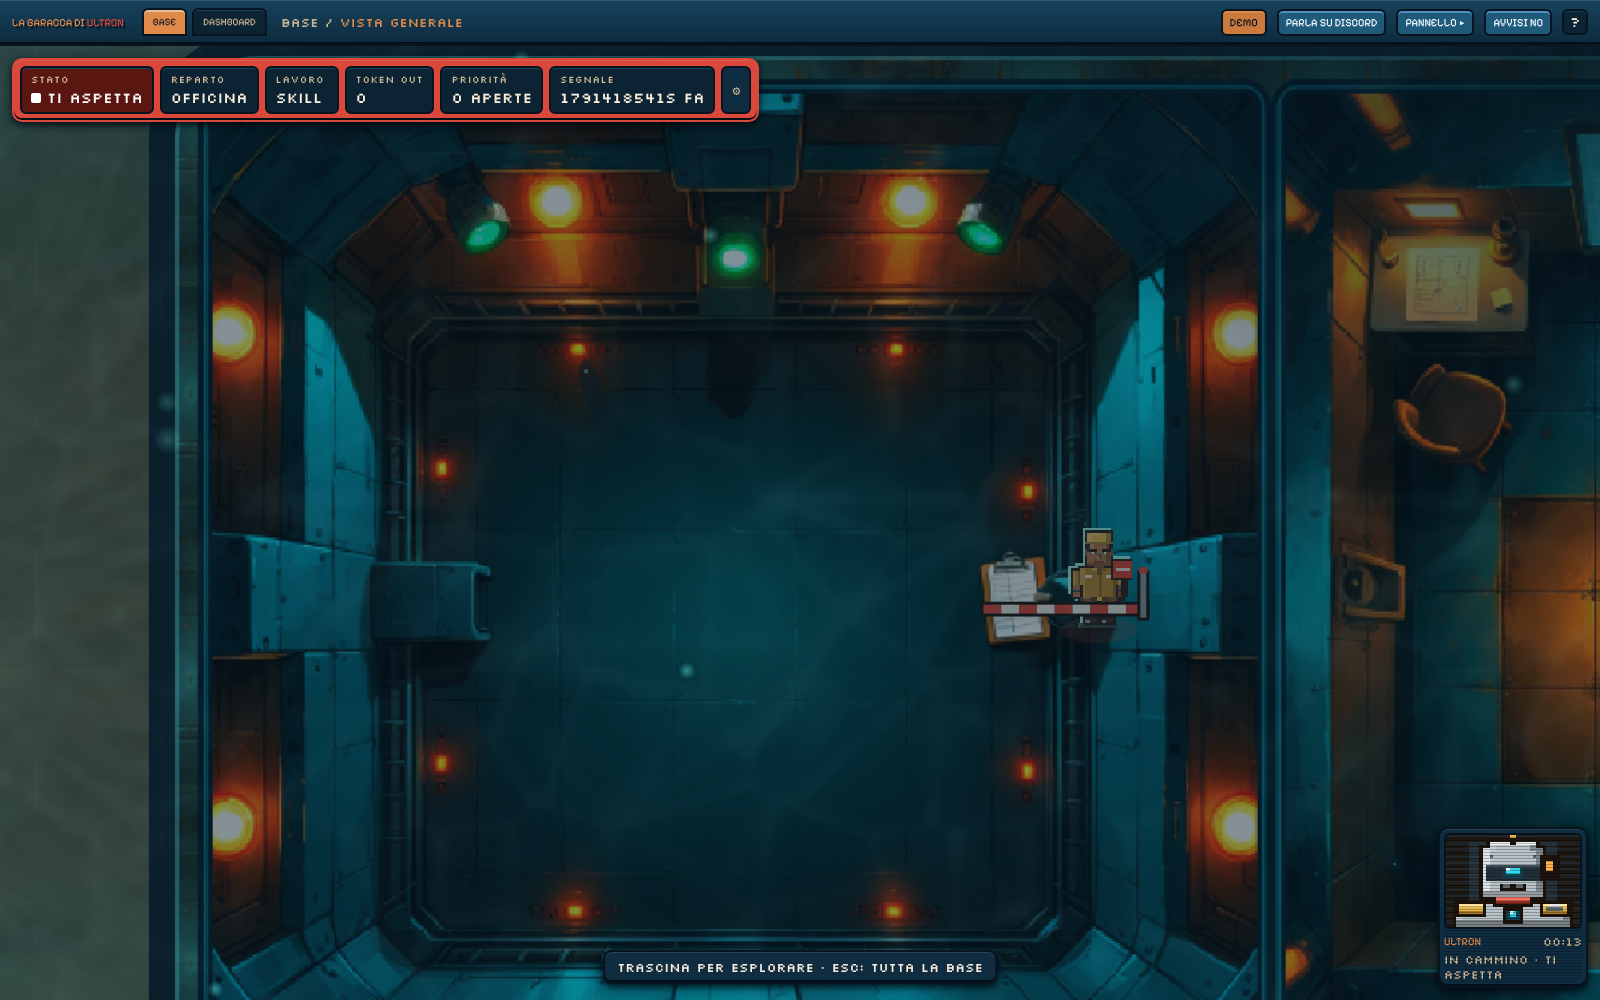 LA BARACCA DI ULTRON
BASE
DASHBOARD
BASE / VISTA GENERALE
DEMO
PARLA SU DISCORD
PANNELLO ▸
AVVISI NO
?
STATO
TI ASPETTA
REPARTO
OFFICINA
LAVORO
SKILL
TOKEN OUT
0
PRIORITÀ
0 APERTE
SEGNALE
1791418541S FA
TRASCINA PER ESPLORARE · ESC: TUTTA LA BASE
ULTRON 00:13
IN CAMMINO · TI
ASPETTA